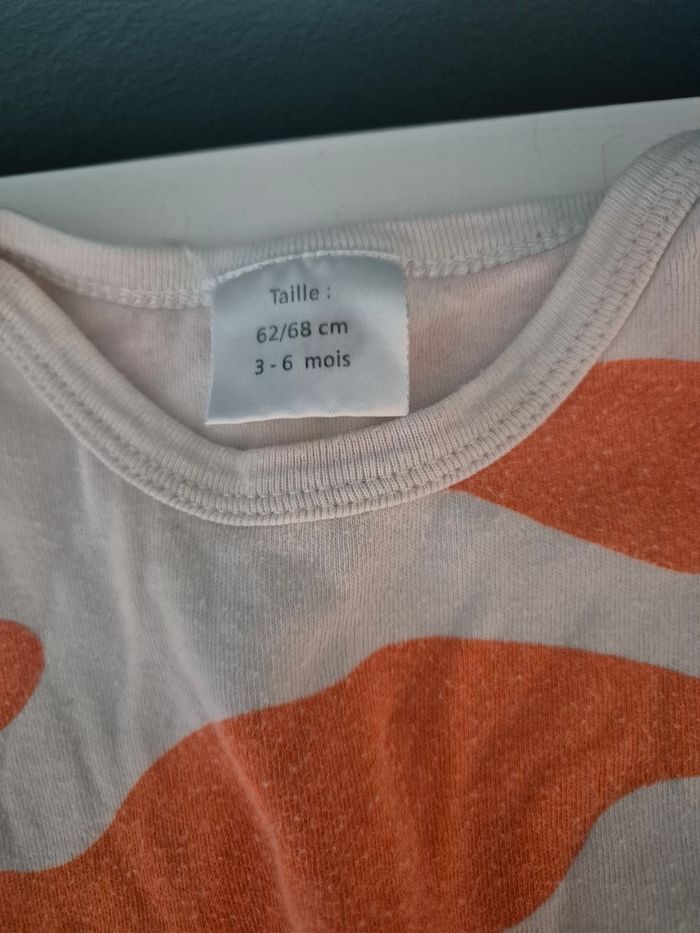 Taille :
62/68 cm
3 - 6 mois